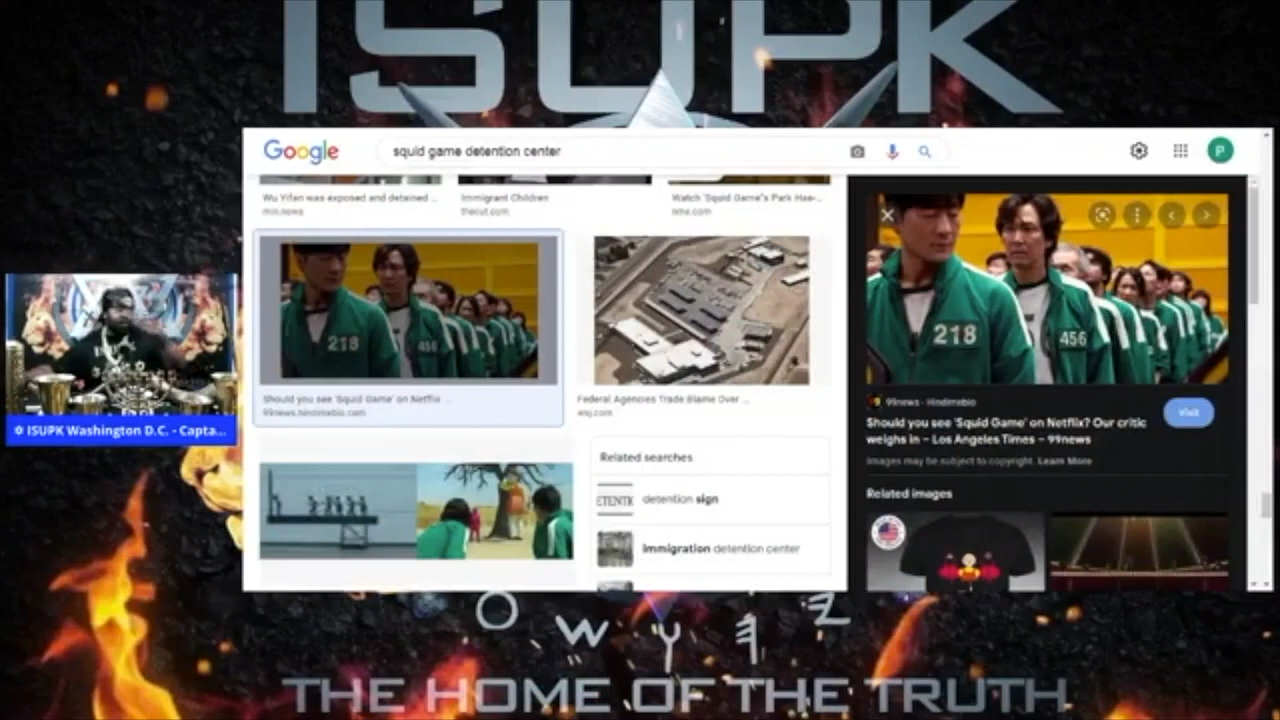 ISUPK
Google
squid game detention center
P
Wu Yifan was exposed and detained ...
Immigrant Children
Watch 'Squid Game's Park Hae-...
min.news
thecut.com
nme.com
218
456
Should you see 'Squid Game' on Netflix ...
99news.hindimebio.com
Federal Agencies Trade Blame Over ...
wsj.com
Related searches
ETENTIC
detention sign
Immigration detention center
218
456
99news - Hindimebio
Should you see 'Squid Game' on Netflix? Our critic
weighs in – Los Angeles Times – 99news
Visit
Images may be subject to copyright. Learn More
Related images
✡ ISUPK Washington D.C. - Capta...
THE HOME OF THE TRUTH